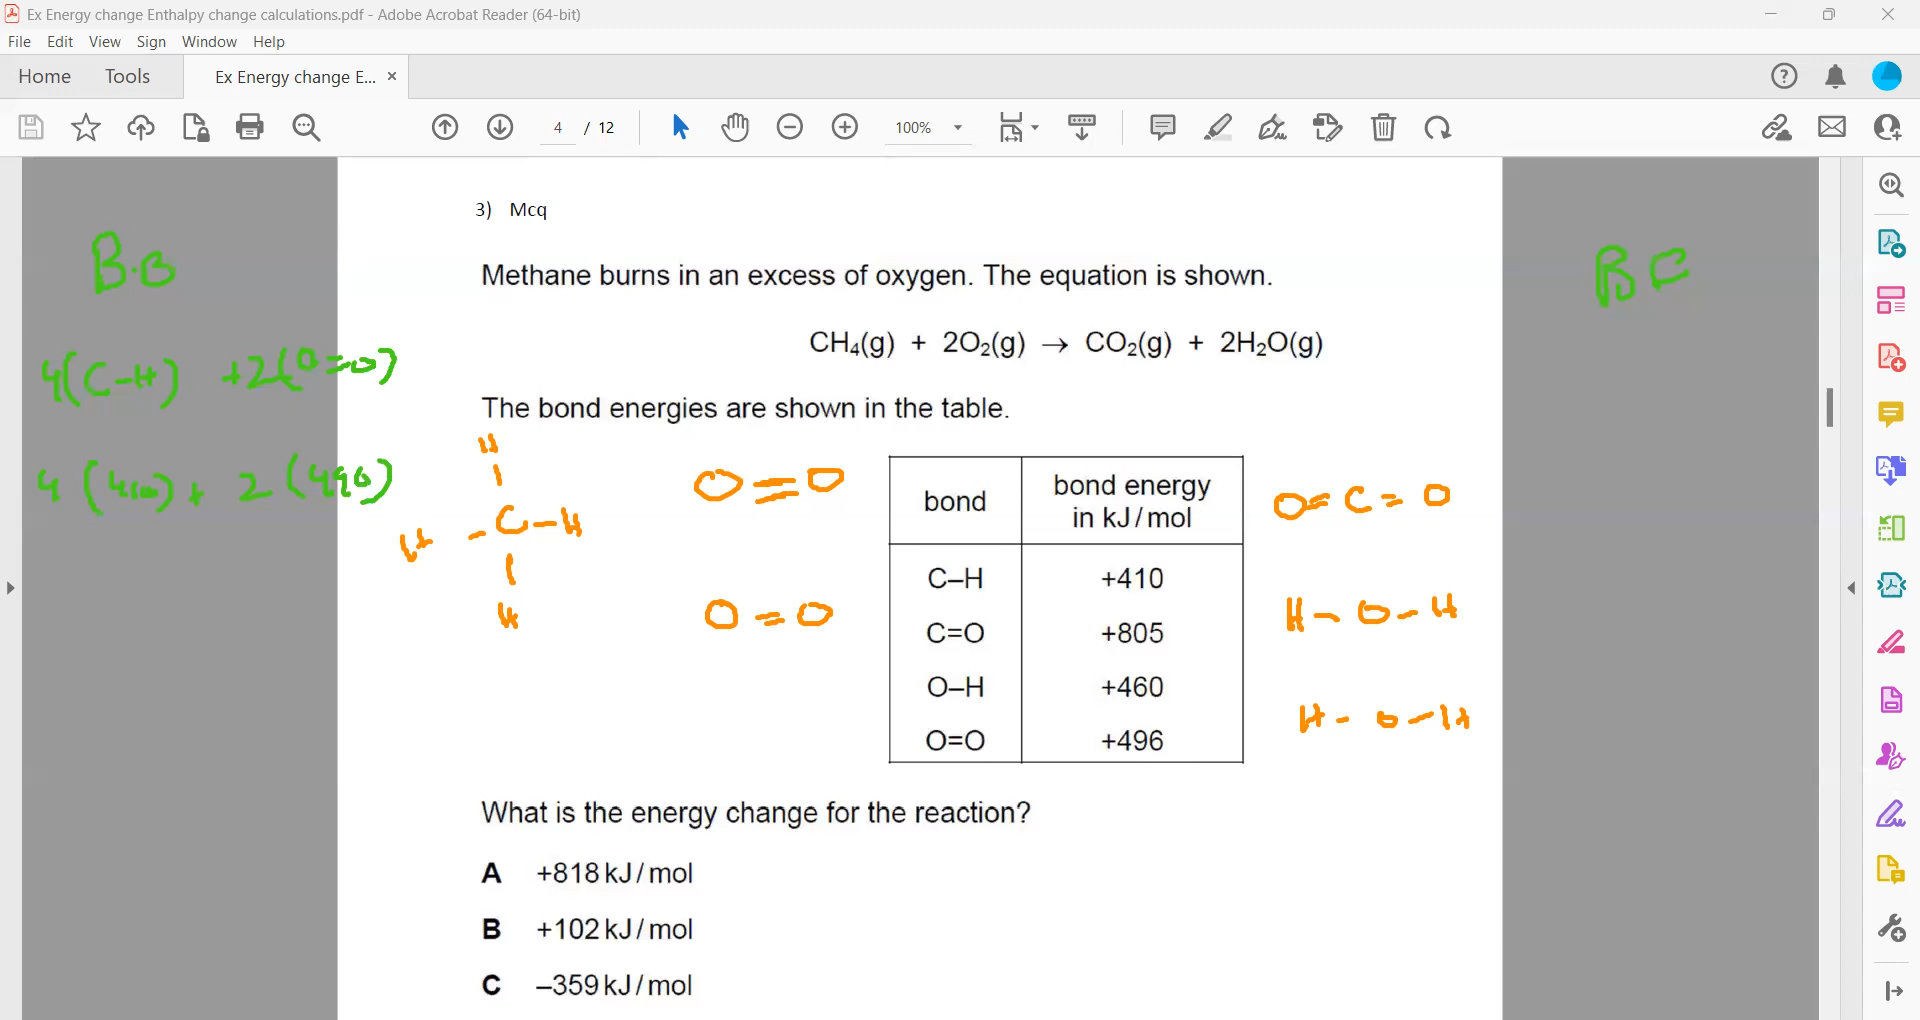 Ex Energy change Enthalpy change calculations.pdf - Adobe Acrobat Reader (64-bit)
File Edit View Sign Window Help
Home Tools Ex Energy change E... ×
4 / 12 100%
3) Mcq
B.B
B F
Methane burns in an excess of oxygen. The equation is shown.
CH₄(g) + 2O₂(g) → CO₂(g) + 2H₂O(g)
4(C-H) +2(O=O)
The bond energies are shown in the table.
4 (410) + 2 (496)
H
H - C - H
H
O = O
O = O
bond bond energy in kJ/mol
C–H +410
C=O +805
O–H +460
O=O +496
O = C = O
H - O - H
H - O - H
What is the energy change for the reaction?
A +818 kJ/mol
B +102 kJ/mol
C –359 kJ/mol